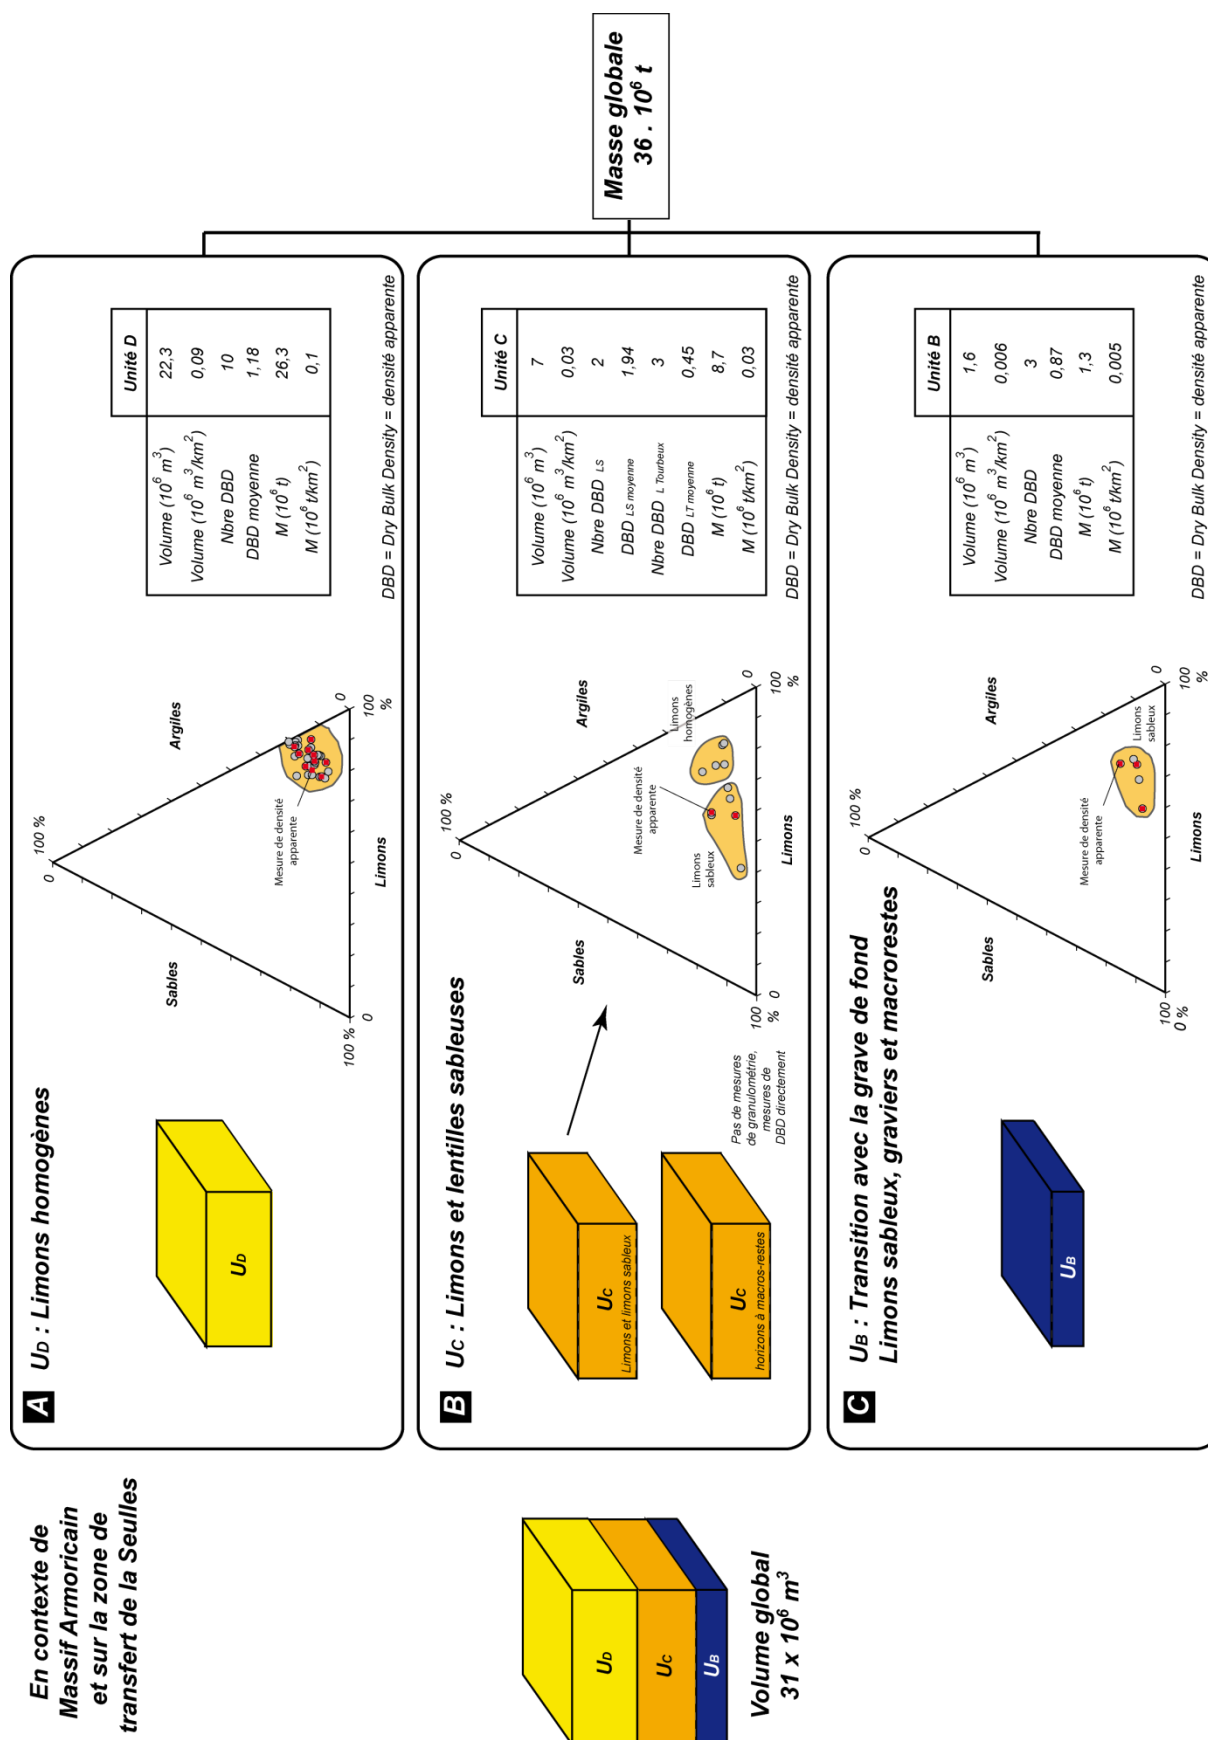 En contexte de
Massif Armoricain
et sur la zone de
transfert de la Seulles
UD
UC
UB
Volume global
31 x 10⁶ m³
A
UD : Limons homogènes
UD
100 %
0
Sables
Argiles
Mesure de densité
apparente
100 %
0
Limons
0
100
%
Unité D
Volume (10⁶ m³) 22,3
Volume (10⁶ m³/km²) 0,09
Nbre DBD 10
DBD moyenne 1,18
M (10⁶ t) 26,3
M (10⁶ t/km²) 0,1
DBD = Dry Bulk Density = densité apparente
B
UC : Limons et lentilles sableuses
UC
Limons et limons sableux
UC
horizons à macros-restes
Pas de mesures
de granulométrie,
mesures de
DBD directement
100 %
0
Sables
Argiles
Mesure de densité
apparente
Limons
homogènes
Limons
sableux
100
%
0
Limons
0
100
%
Unité C
Volume (10⁶ m³) 7
Volume (10⁶ m³/km²) 0,03
Nbre DBD LS 2
DBD LS moyenne 1,94
Nbre DBD L Tourbeux 3
DBD LT moyenne 0,45
M (10⁶ t) 8,7
M (10⁶ t/km²) 0,03
DBD = Dry Bulk Density = densité apparente
C
UB : Transition avec la grave de fond
Limons sableux, graviers et macrorestes
UB
100 %
0
Sables
Argiles
Mesure de densité
apparente
Limons
sableux
100
0 %
Limons
0
100
%
Unité B
Volume (10⁶ m³) 1,6
Volume (10⁶ m³/km²) 0,006
Nbre DBD 3
DBD moyenne 0,87
M (10⁶ t) 1,3
M (10⁶ t/km²) 0,005
DBD = Dry Bulk Density = densité apparente
Masse globale
36 . 10⁶ t